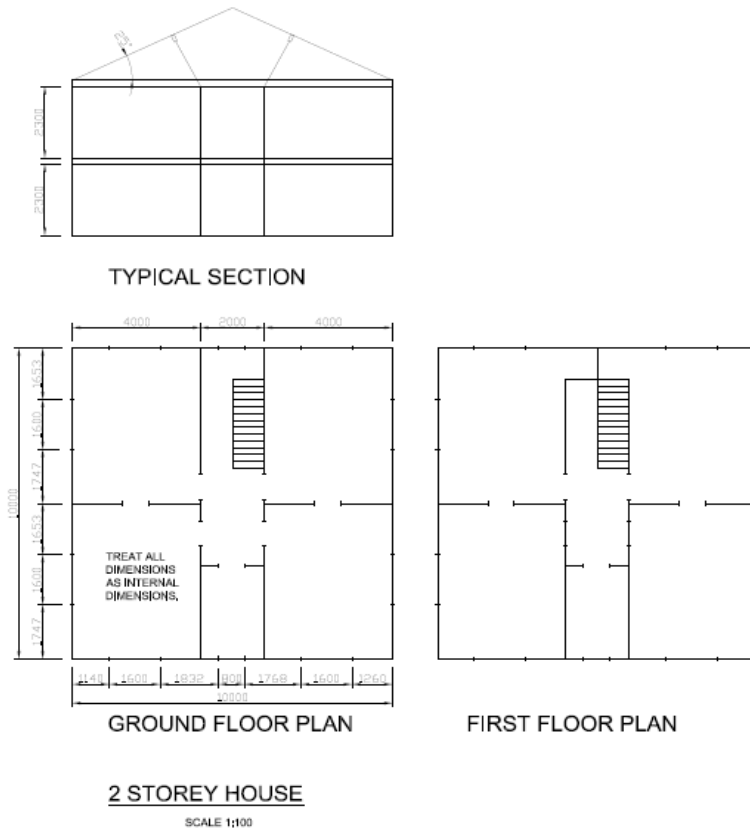 25°
2300
2300
TYPICAL SECTION
4000 2000 4000
1653
1600
1747
10000
1653
1600
1747
TREAT ALL
DIMENSIONS
AS INTERNAL
DIMENSIONS,
1140 1600 1832 800 1768 1600 1260
10000
GROUND FLOOR PLAN FIRST FLOOR PLAN
2 STOREY HOUSE
SCALE 1:100